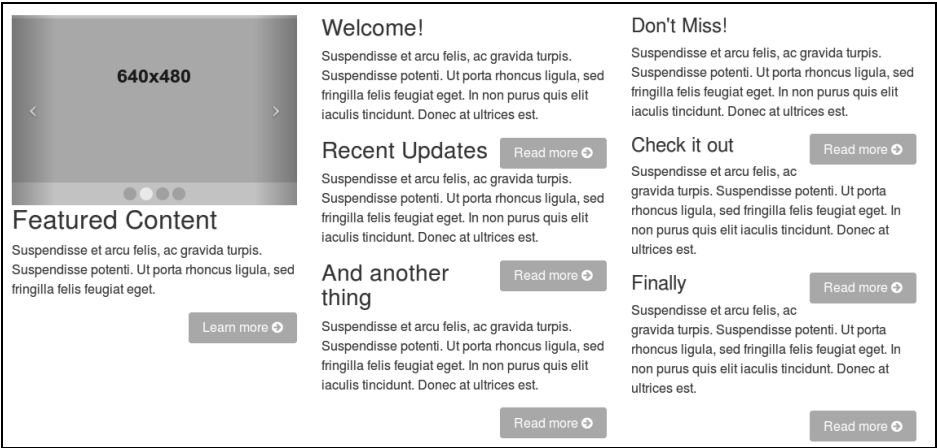 640x480
Featured Content
Suspendisse et arcu felis, ac gravida turpis.
Suspendisse potenti. Ut porta rhoncus ligula, sed
fringilla felis feugiat eget.
Learn more
Welcome!
Suspendisse et arcu felis, ac gravida turpis.
Suspendisse potenti. Ut porta rhoncus ligula, sed
fringilla felis feugiat eget. In non purus quis elit
iaculis tincidunt. Donec at ultrices est.
Read more
Recent Updates
Suspendisse et arcu felis, ac gravida turpis.
Suspendisse potenti. Ut porta rhoncus ligula, sed
fringilla felis feugiat eget. In non purus quis elit
iaculis tincidunt. Donec at ultrices est.
Read more
And another
thing
Suspendisse et arcu felis, ac gravida turpis.
Suspendisse potenti. Ut porta rhoncus ligula, sed
fringilla felis feugiat eget. In non purus quis elit
iaculis tincidunt. Donec at ultrices est.
Read more
Don't Miss!
Suspendisse et arcu felis, ac gravida turpis.
Suspendisse potenti. Ut porta rhoncus ligula, sed
fringilla felis feugiat eget. In non purus quis elit
iaculis tincidunt. Donec at ultrices est.
Read more
Check it out
Suspendisse et arcu felis, ac
gravida turpis. Suspendisse potenti. Ut porta
rhoncus ligula, sed fringilla felis feugiat eget. In
non purus quis elit iaculis tincidunt. Donec at
ultrices est.
Read more
Finally
Suspendisse et arcu felis, ac
gravida turpis. Suspendisse potenti. Ut porta
rhoncus ligula, sed fringilla felis feugiat eget. In
non purus quis elit iaculis tincidunt. Donec at
ultrices est.
Read more